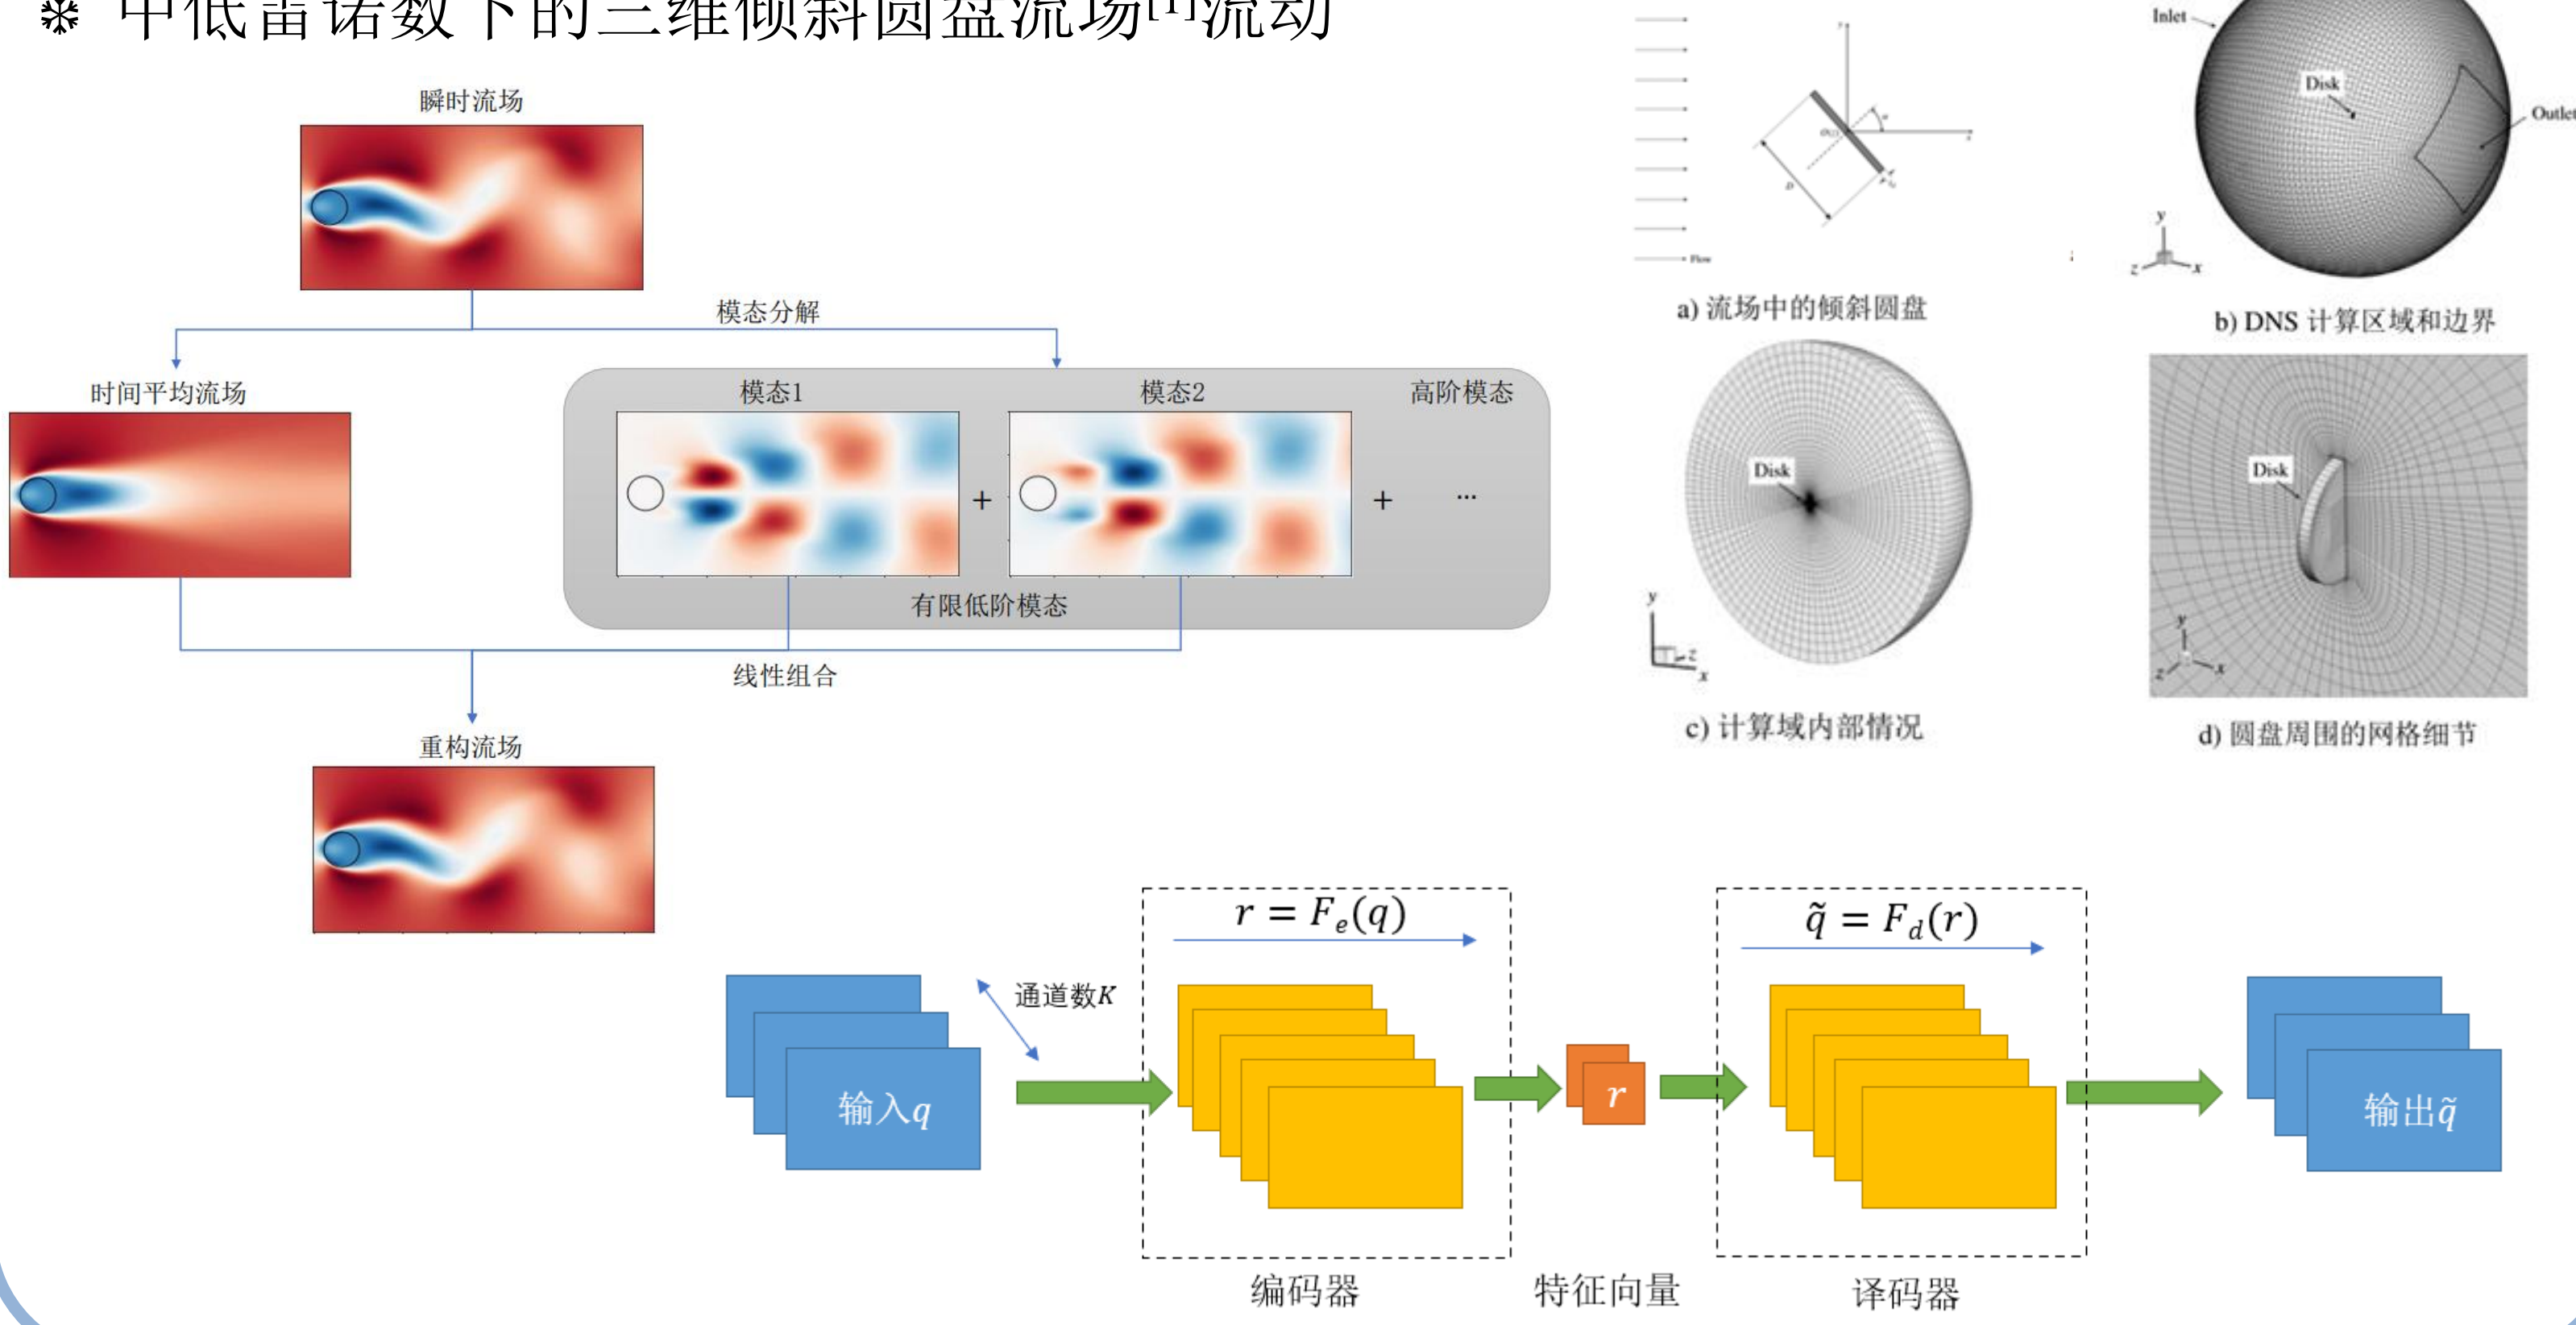 ❄ 中低雷诺数下的三维倾斜圆盘流场[1]流动
瞬时流场
模态分解
时间平均流场
模态1
模态2
高阶模态
+
+
...
有限低阶模态
线性组合
重构流场
y
x
D
Flow
a) 流场中的倾斜圆盘
Inlet
Disk
Outlet
y
z
x
b) DNS 计算区域和边界
Disk
y
z
x
c) 计算域内部情况
Disk
y
z
x
d) 圆盘周围的网格细节
r = Fₑ(q)
q̃ = F_d(r)
通道数K
输入q
r
输出q̃
编码器
特征向量
译码器